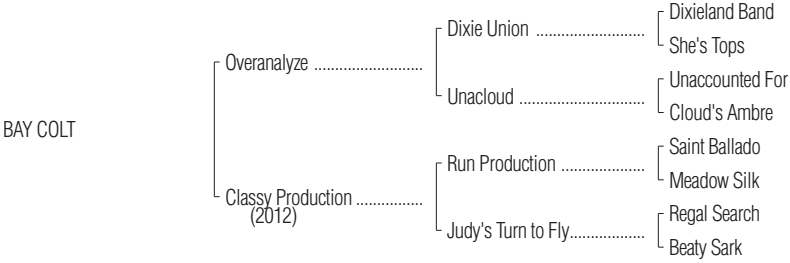 Dixieland Band
Dixie Union ..........................
She's Tops
Overanalyze ..........................
Unaccounted For
Unacloud ..............................
Cloud's Ambre
BAY COLT
Saint Ballado
Run Production ....................
Meadow Silk
Classy Production ................
(2012)
Regal Search
Judy's Turn to Fly..................
Beaty Sark